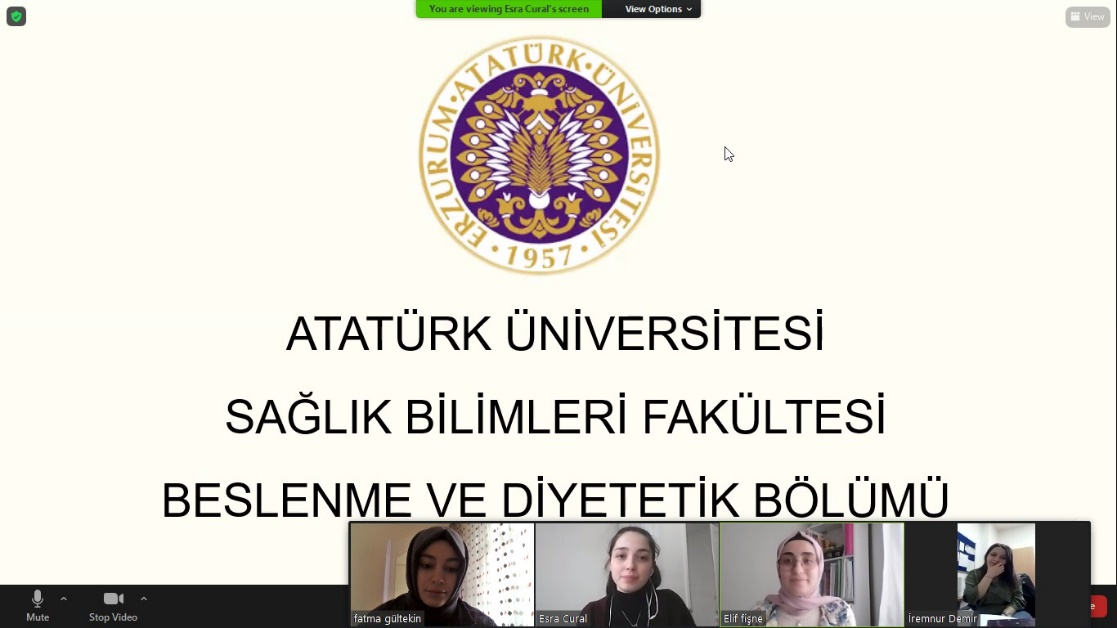 You are viewing Esra Cural's screen View Options
View
ERZURUM·ATATÜRK·ÜNİVERSİTESİ
· 1957 ·
ATATÜRK ÜNİVERSİTESİ
SAĞLIK BİLİMLERİ FAKÜLTESİ
BESLENME VE DİYETETİK BÖLÜMÜ
fatma gültekin
Esra Cural
Elif fişne
İremnur Demir
Mute
Stop Video